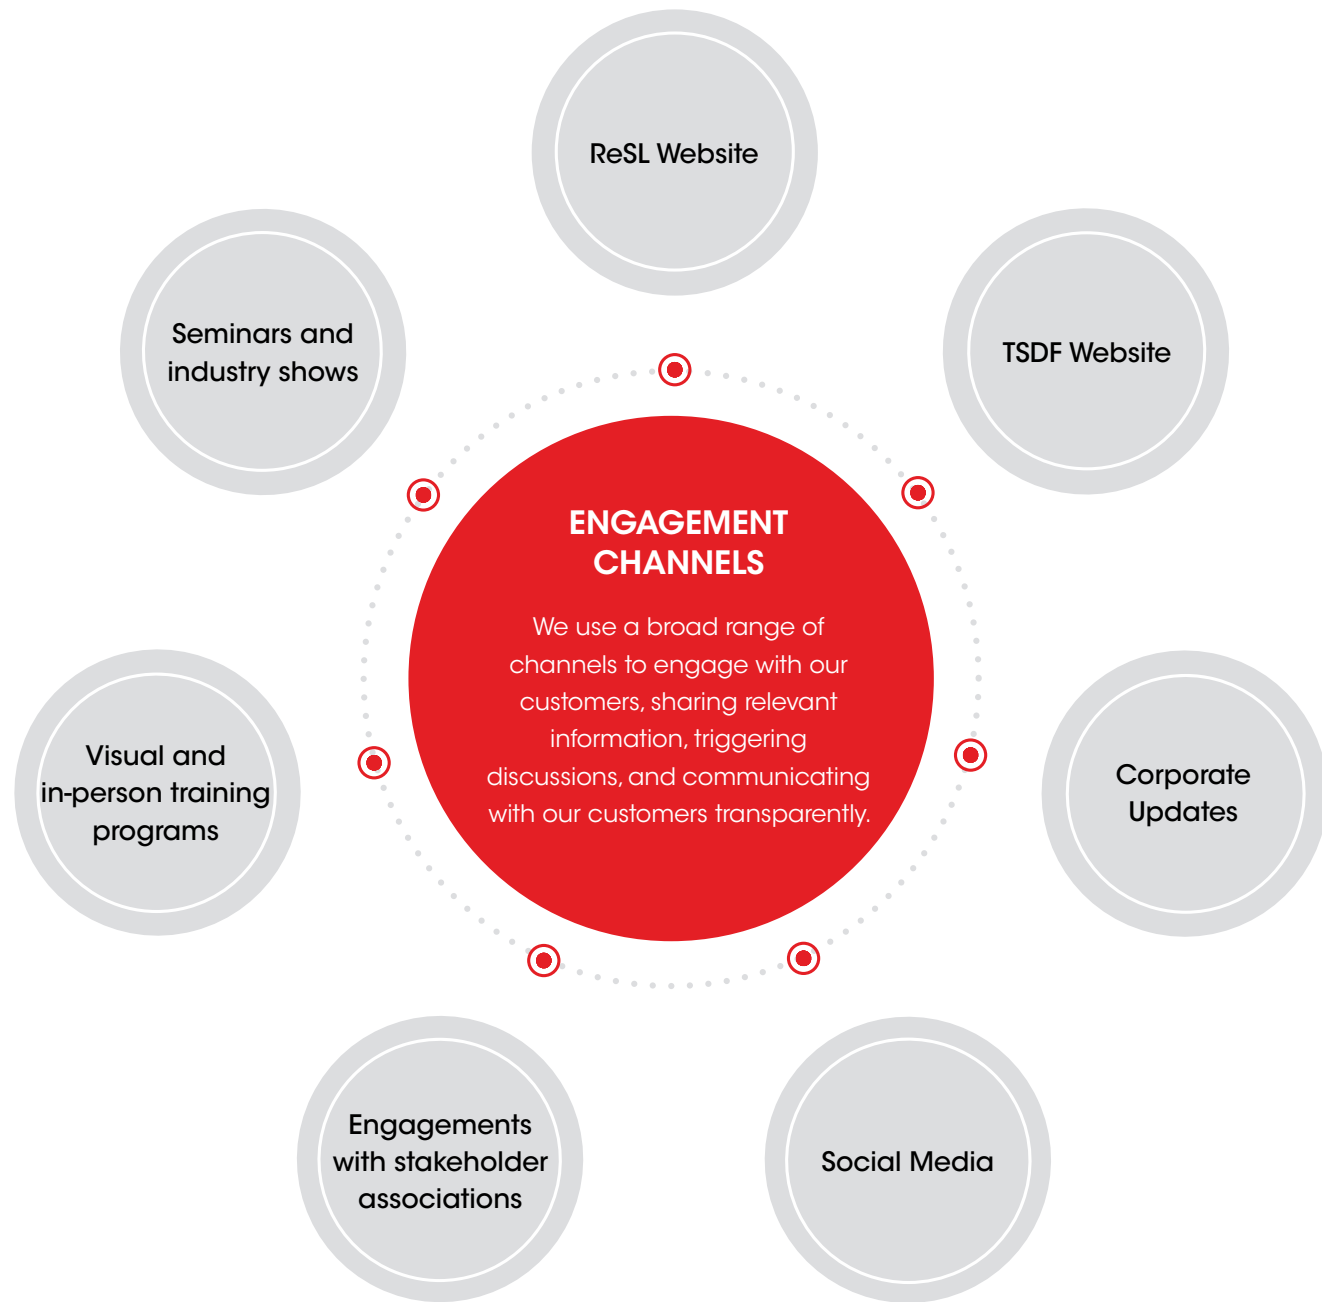 ReSL Website
Seminars and
industry shows
TSDF Website
ENGAGEMENT
CHANNELS
We use a broad range of
channels to engage with our
customers, sharing relevant
information, triggering
discussions, and communicating
with our customers transparently.
Visual and
in-person training
programs
Corporate
Updates
Engagements
with stakeholder
associations
Social Media